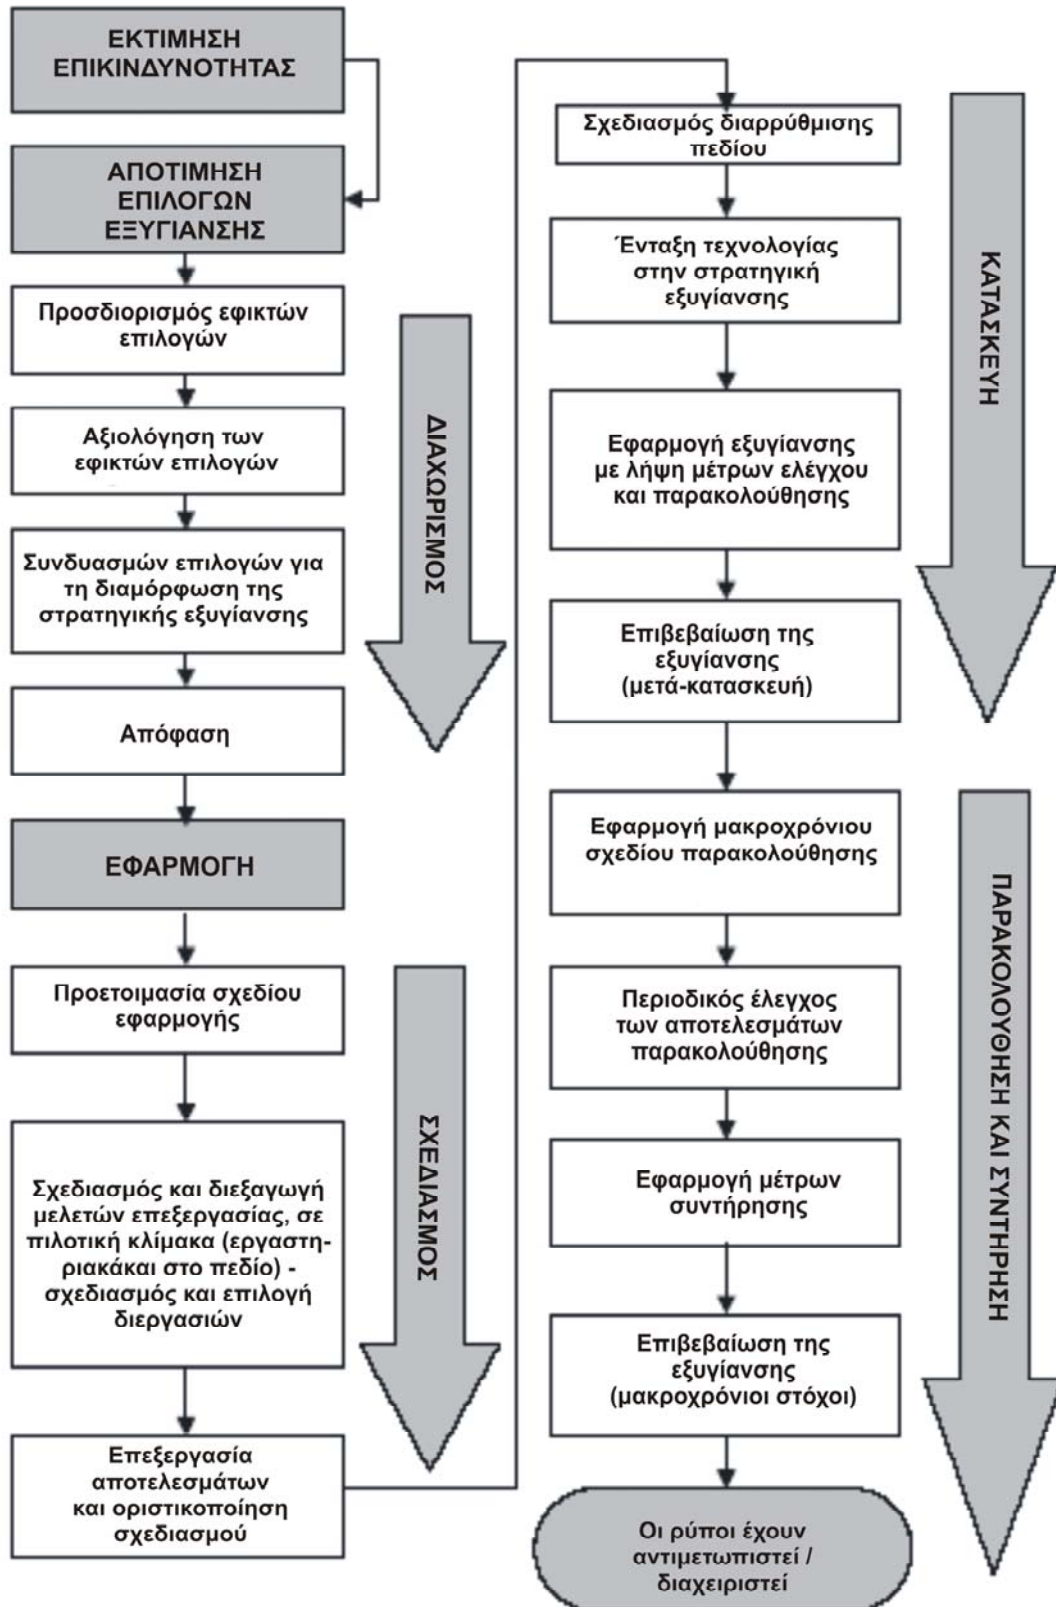 ΕΚΤΙΜΗΣΗ
ΕΠΙΚΙΝΔΥΝΟΤΗΤΑΣ
ΑΠΟΤΙΜΗΣΗ
ΕΠΙΛΟΓΩΝ
ΕΞΥΓΙΑΝΣΗΣ
Προσδιορισμός εφικτών
επιλογών
Αξιολόγηση των
εφικτών επιλογών
Συνδυασμών επιλογών για
τη διαμόρφωση της
στρατηγικής εξυγίανσης
Απόφαση
ΔΙΑΧΩΡΙΣΜΟΣ
ΕΦΑΡΜΟΓΗ
Προετοιμασία σχεδίου
εφαρμογής
Σχεδιασμός και διεξαγωγή
μελετών επεξεργασίας, σε
πιλοτική κλίμακα (εργαστη-
ριακάκαι στο πεδίο) -
σχεδιασμός και επιλογή
διεργασιών
Επεξεργασία
αποτελεσμάτων
και οριστικοποίηση
σχεδιασμού
ΣΧΕΔΙΑΣΜΟΣ
Σχεδιασμός διαρρύθμισης
πεδίου
Ένταξη τεχνολογίας
στην στρατηγική
εξυγίανσης
Εφαρμογή εξυγίανσης
με λήψη μέτρων ελέγχου
και παρακολούθησης
Επιβεβαίωση της
εξυγίανσης
(μετά-κατασκευή)
ΚΑΤΑΣΚΕΥΗ
Εφαρμογή μακροχρόνιου
σχεδίου παρακολούθησης
Περιοδικός έλεγχος
των αποτελεσμάτων
παρακολούθησης
Εφαρμογή μέτρων
συντήρησης
Επιβεβαίωση της
εξυγίανσης
(μακροχρόνιοι στόχοι)
Οι ρύποι έχουν
αντιμετωπιστεί /
διαχειριστεί
ΠΑΡΑΚΟΛΟΥΘΗΣΗ ΚΑΙ ΣΥΝΤΗΡΗΣΗ